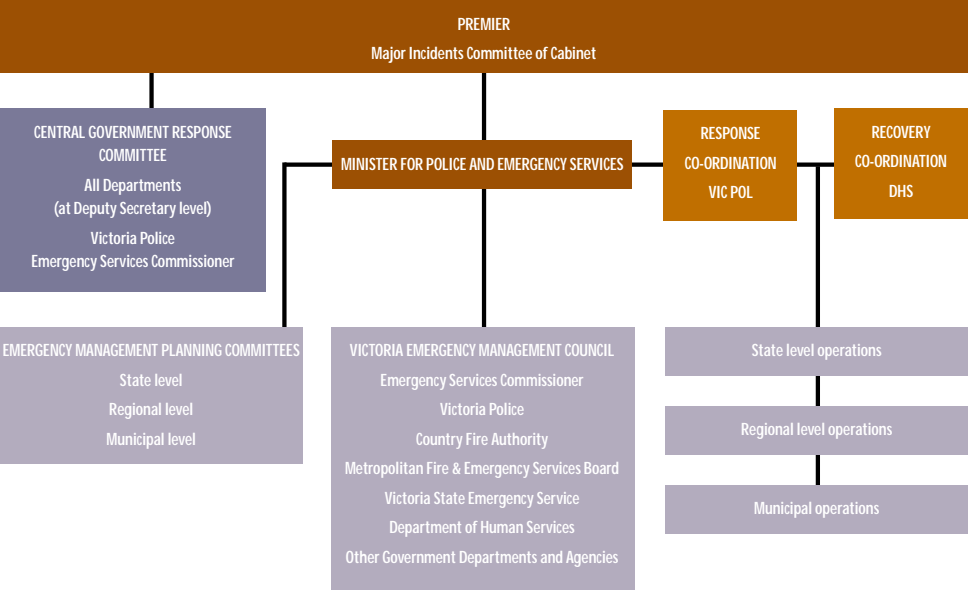 PREMIER
Major Incidents Committee of Cabinet
CENTRAL GOVERNMENT RESPONSE
COMMITTEE
All Departments
(at Deputy Secretary level)
Victoria Police
Emergency Services Commissioner
MINISTER FOR POLICE AND EMERGENCY SERVICES
RESPONSE
CO-ORDINATION
VIC POL
RECOVERY
CO-ORDINATION
DHS
EMERGENCY MANAGEMENT PLANNING COMMITTEES
State level
Regional level
Municipal level
VICTORIA EMERGENCY MANAGEMENT COUNCIL
Emergency Services Commissioner
Victoria Police
Country Fire Authority
Metropolitan Fire & Emergency Services Board
Victoria State Emergency Service
Department of Human Services
Other Government Departments and Agencies
State level operations
Regional level operations
Municipal operations